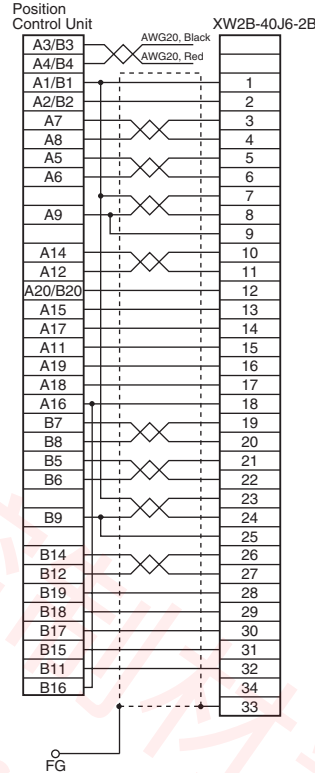 Position
Control Unit XW2B-40J6-2B
A3/B3 AWG20, Black
A4/B4 AWG20, Red
A1/B1 1
A2/B2 2
A7 3
A8 4
A5 5
A6 6
7
A9 8
9
A14 10
A12 11
A20/B20 12
A15 13
A17 14
A11 15
A19 16
A18 17
A16 18
B7 19
B8 20
B5 21
B6 22
23
B9 24
25
B14 26
B12 27
B19 28
B18 29
B17 30
B15 31
B11 32
B16 34
33
FG